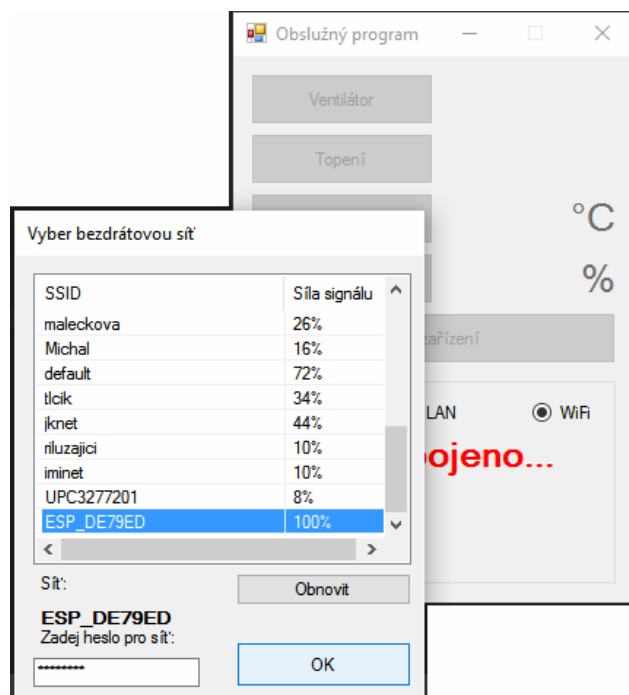 Obslužný program
Ventilátor
Topení
°C
%
zařízení
LAN
WiFi
ojeno...
Vyber bezdrátovou síť
SSID Síla signálu
maleckova 26%
Michal 16%
default 72%
tlcik 34%
jknet 44%
riluzajici 10%
iminet 10%
UPC3277201 8%
ESP_DE79ED 100%
Síť:
Obnovit
ESP_DE79ED
Zadej heslo pro síť:
********
OK